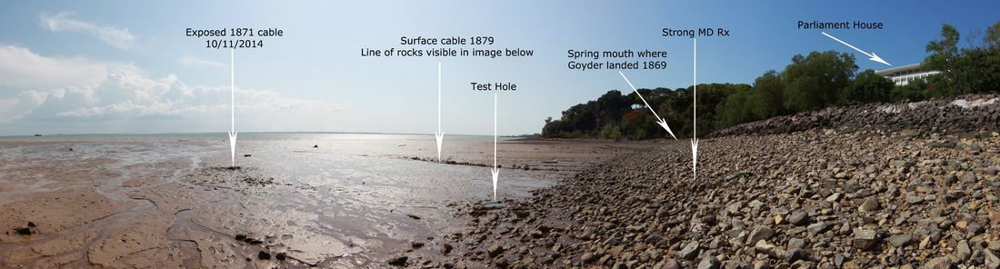 Exposed 1871 cable
10/11/2014
Surface cable 1879
Line of rocks visible in image below
Test Hole
Spring mouth where
Goyder landed 1869
Strong MD Rx
Parliament House